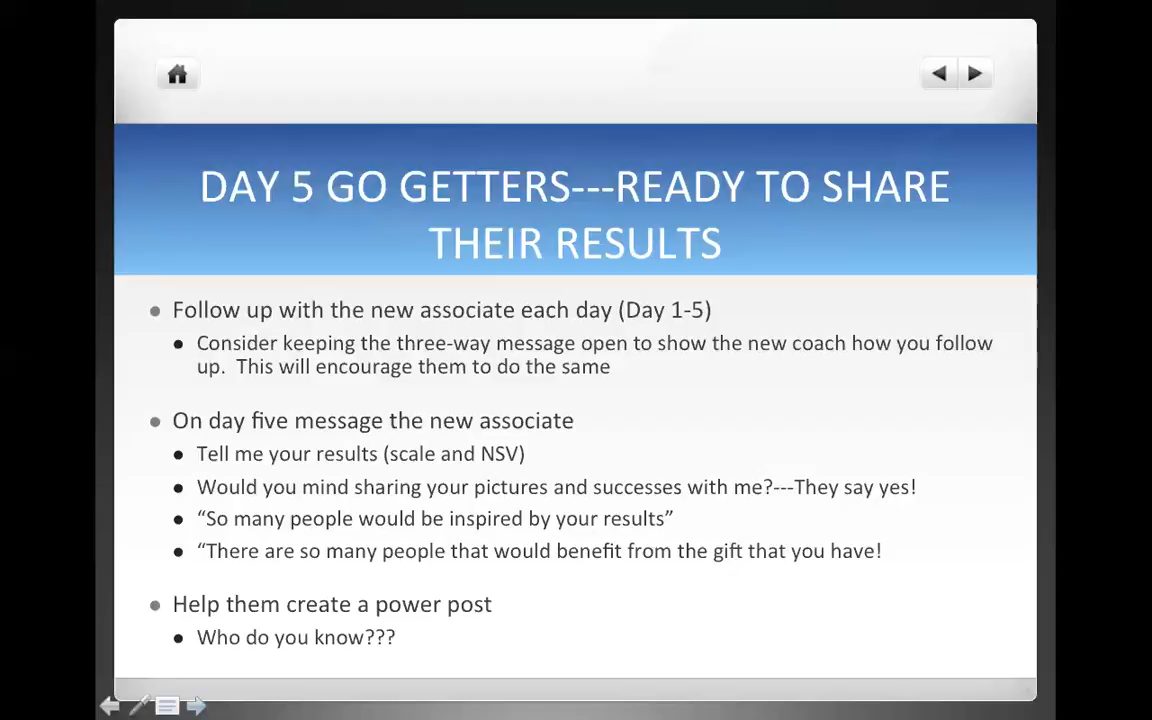 DAY 5 GO GETTERS---READY TO SHARE
THEIR RESULTS
Follow up with the new associate each day (Day 1-5)
Consider keeping the three-way message open to show the new coach how you follow
up.  This will encourage them to do the same
On day five message the new associate
Tell me your results (scale and NSV)
Would you mind sharing your pictures and successes with me?---They say yes!
“So many people would be inspired by your results”
“There are so many people that would benefit from the gift that you have!
Help them create a power post
Who do you know???